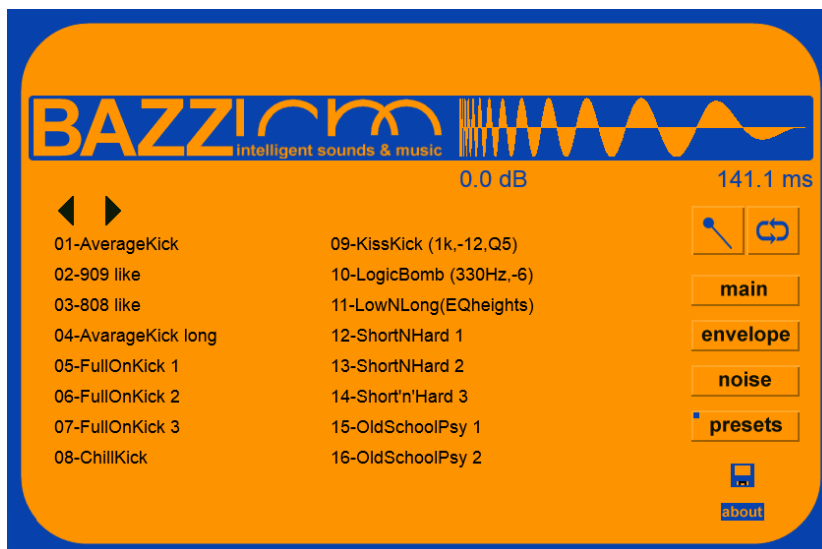 BAZZ ism
intelligent sounds & music
0.0 dB 141.1 ms
01-AverageKick
02-909 like
03-808 like
04-AvarageKick long
05-FullOnKick 1
06-FullOnKick 2
07-FullOnKick 3
08-ChillKick
09-KissKick (1k,-12,Q5)
10-LogicBomb (330Hz,-6)
11-LowNLong(EQheights)
12-ShortNHard 1
13-ShortNHard 2
14-Short'n'Hard 3
15-OldSchoolPsy 1
16-OldSchoolPsy 2
main
envelope
noise
presets
about